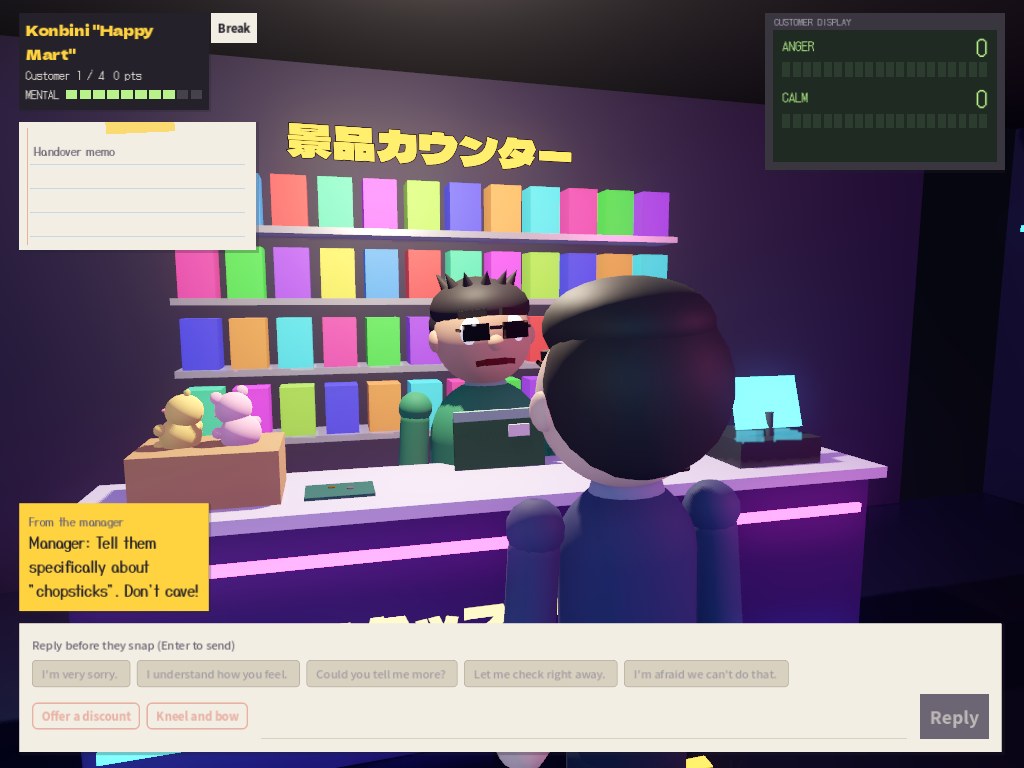 Konbini "Happy
Mart"
Break
Customer 1 / 4 0 pts
MENTAL
CUSTOMER DISPLAY
ANGER 0
CALM 0
Handover memo
景品カウンター
From the manager
Manager: Tell them
specifically about
"chopsticks". Don't cave!
Reply before they snap (Enter to send)
I'm very sorry.
I understand how you feel.
Could you tell me more?
Let me check right away.
I'm afraid we can't do that.
Offer a discount
Kneel and bow
Reply